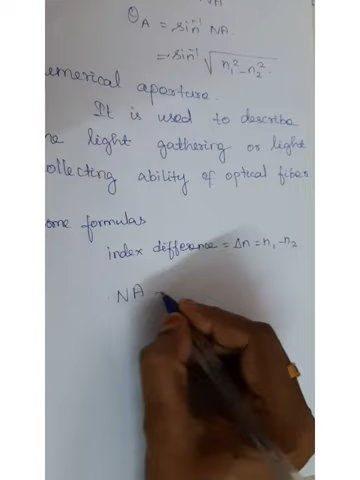 θA = sin⁻¹ NA.
= sin⁻¹ √n₁²-n₂².
umerical aperture.
It is used to describe
light gathering or light
ollecting ability of optical fiber.
ome formulas
index difference = Δn = n₁-n₂
NA -